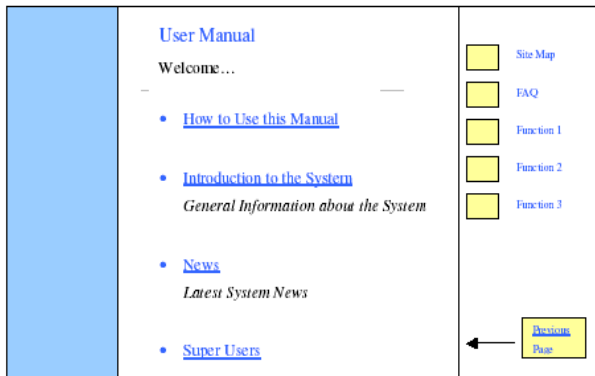 User Manual
Welcome...
How to Use this Manual
Introduction to the System
General Information about the System
News
Latest System News
Super Users
Site Map
FAQ
Function 1
Function 2
Function 3
Previous
Page